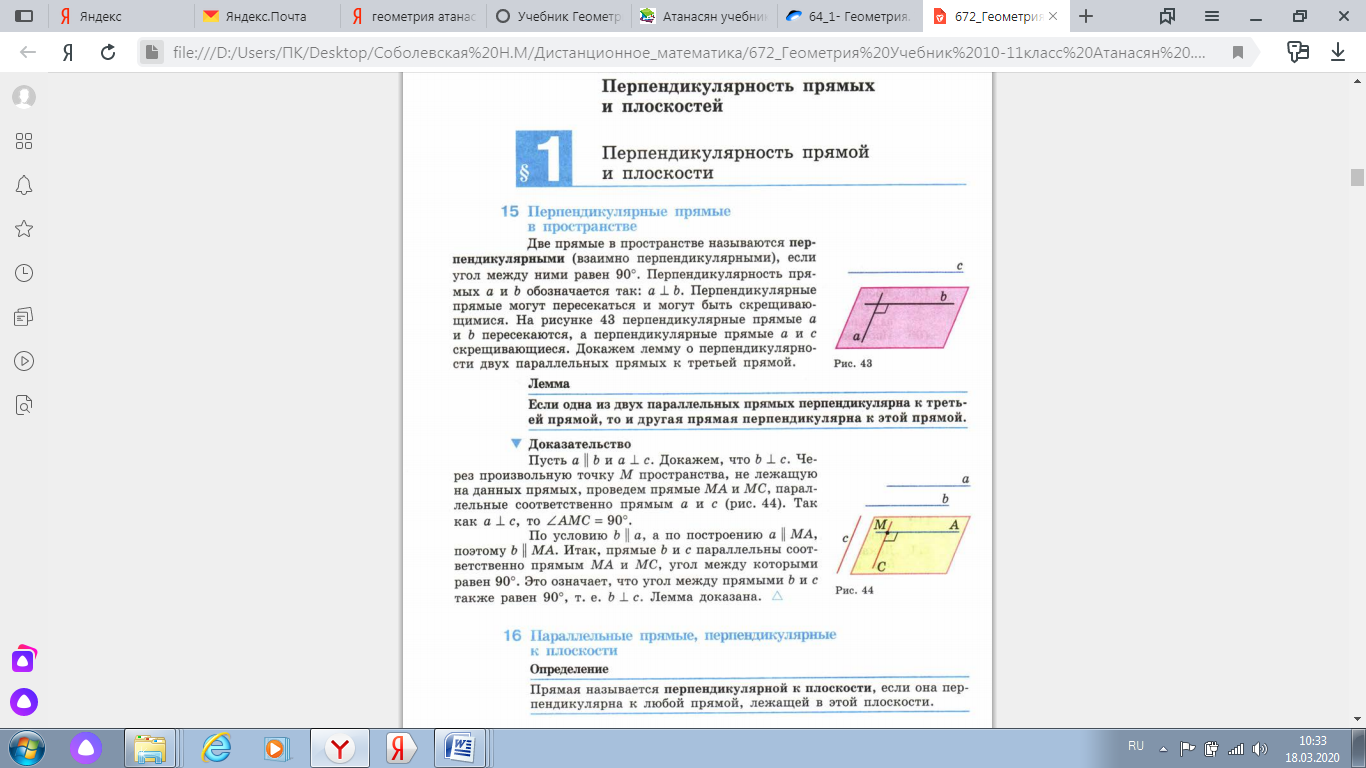 Яндекс
Яндекс.Почта
геометрия атанас
Учебник Геометр
Атанасян учебник
64_1- Геометрия.
672_Геометрия
file:///D:/Users/ПК/Desktop/Соболевская%20Н.М/Дистанционное_математика/672_Геометрия%20Учебник%2010-11класс%20Атанасян%20....
Перпендикулярность прямых
и плоскостей
§ 1
Перпендикулярность прямой
и плоскости
15 Перпендикулярные прямые
в пространстве
Две прямые в пространстве называются пер-
пендикулярными (взаимно перпендикулярными), если
угол между ними равен 90°. Перпендикулярность пря-
мых a и b обозначается так: a ⊥ b. Перпендикулярные
прямые могут пересекаться и могут быть скрещиваю-
щимися. На рисунке 43 перпендикулярные прямые a
и b пересекаются, а перпендикулярные прямые a и c
скрещивающиеся. Докажем лемму о перпендикулярно-
сти двух параллельных прямых к третьей прямой.
c
b
a
Рис. 43
Лемма
Если одна из двух параллельных прямых перпендикулярна к треть-
ей прямой, то и другая прямая перпендикулярна к этой прямой.
Доказательство
Пусть a ∥ b и a ⊥ c. Докажем, что b ⊥ c. Че-
рез произвольную точку M пространства, не лежащую
на данных прямых, проведем прямые MA и MC, парал-
лельные соответственно прямым a и c (рис. 44). Так
как a ⊥ c, то ∠AMC = 90°.
По условию b ∥ a, а по построению a ∥ MA,
поэтому b ∥ MA. Итак, прямые b и c параллельны соот-
ветственно прямым MA и MC, угол между которыми
равен 90°. Это означает, что угол между прямыми b и c
также равен 90°, т. е. b ⊥ c. Лемма доказана. △
a
b
M A
c
C
Рис. 44
16 Параллельные прямые, перпендикулярные
к плоскости
Определение
Прямая называется перпендикулярной к плоскости, если она пер-
пендикулярна к любой прямой, лежащей в этой плоскости.
RU
10:33
18.03.2020